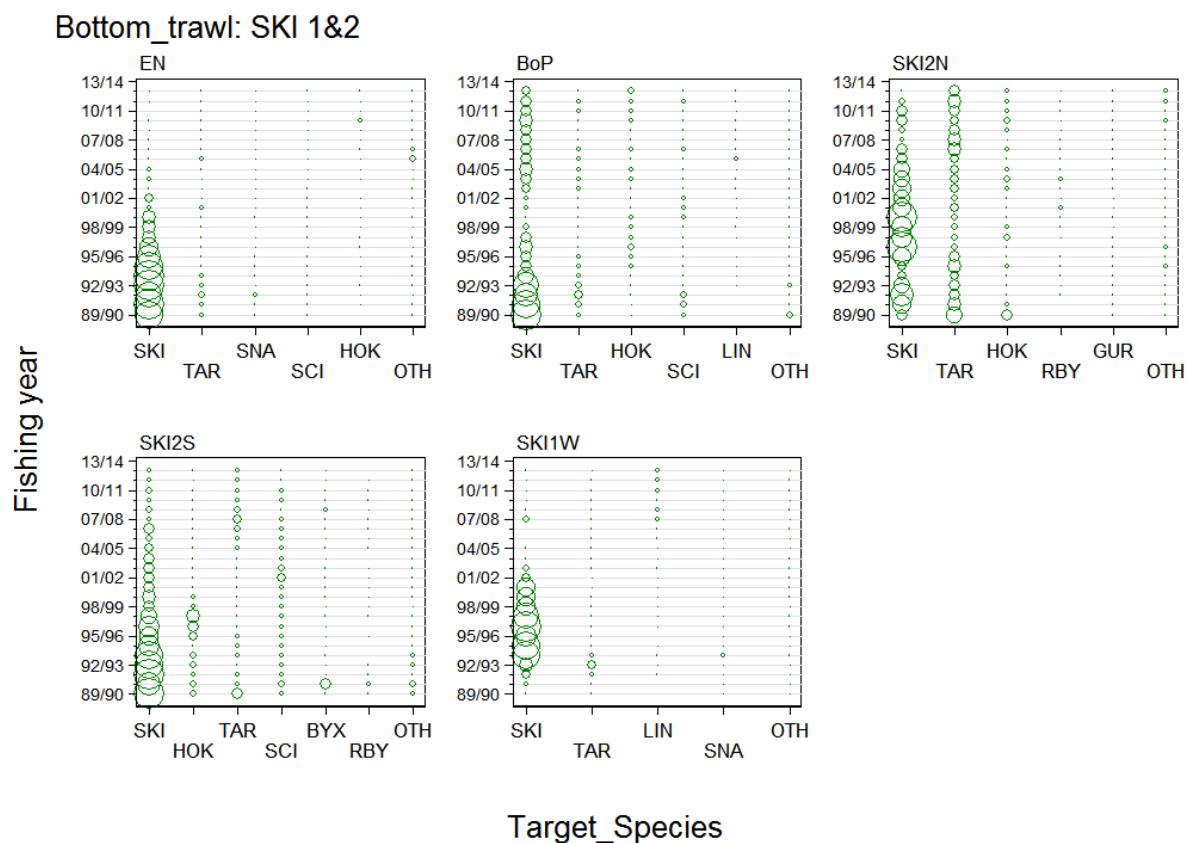 Bottom_trawl: SKI 1&2
EN
13/14
10/11
07/08
04/05
01/02
98/99
95/96
92/93
89/90
SKI SNA HOK
TAR SCI OTH
BoP
13/14
10/11
07/08
04/05
01/02
98/99
95/96
92/93
89/90
SKI HOK LIN
TAR SCI OTH
SKI2N
13/14
10/11
07/08
04/05
01/02
98/99
95/96
92/93
89/90
SKI HOK GUR
TAR RBY OTH
Fishing year
SKI2S
13/14
10/11
07/08
04/05
01/02
98/99
95/96
92/93
89/90
SKI TAR BYX OTH
HOK SCI RBY
SKI1W
13/14
10/11
07/08
04/05
01/02
98/99
95/96
92/93
89/90
SKI LIN OTH
TAR SNA
Target_Species